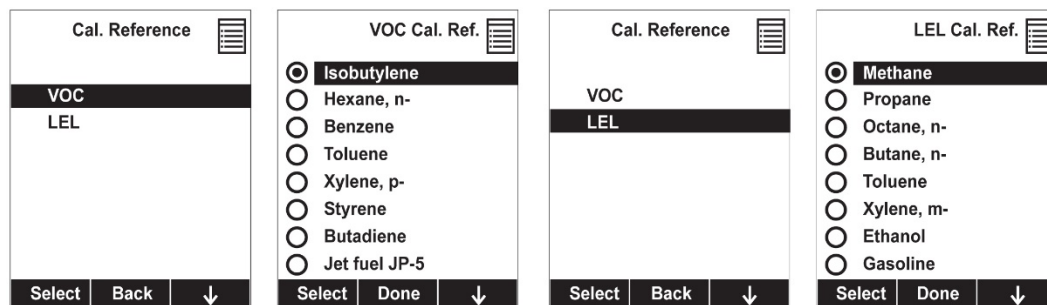 Cal. Reference
VOC
LEL
Select Back ↓
VOC Cal. Ref.
Isobutylene
Hexane, n-
Benzene
Toluene
Xylene, p-
Styrene
Butadiene
Jet fuel JP-5
Select Done ↓
Cal. Reference
VOC
LEL
Select Back ↓
LEL Cal. Ref.
Methane
Propane
Octane, n-
Butane, n-
Toluene
Xylene, m-
Ethanol
Gasoline
Select Done ↓